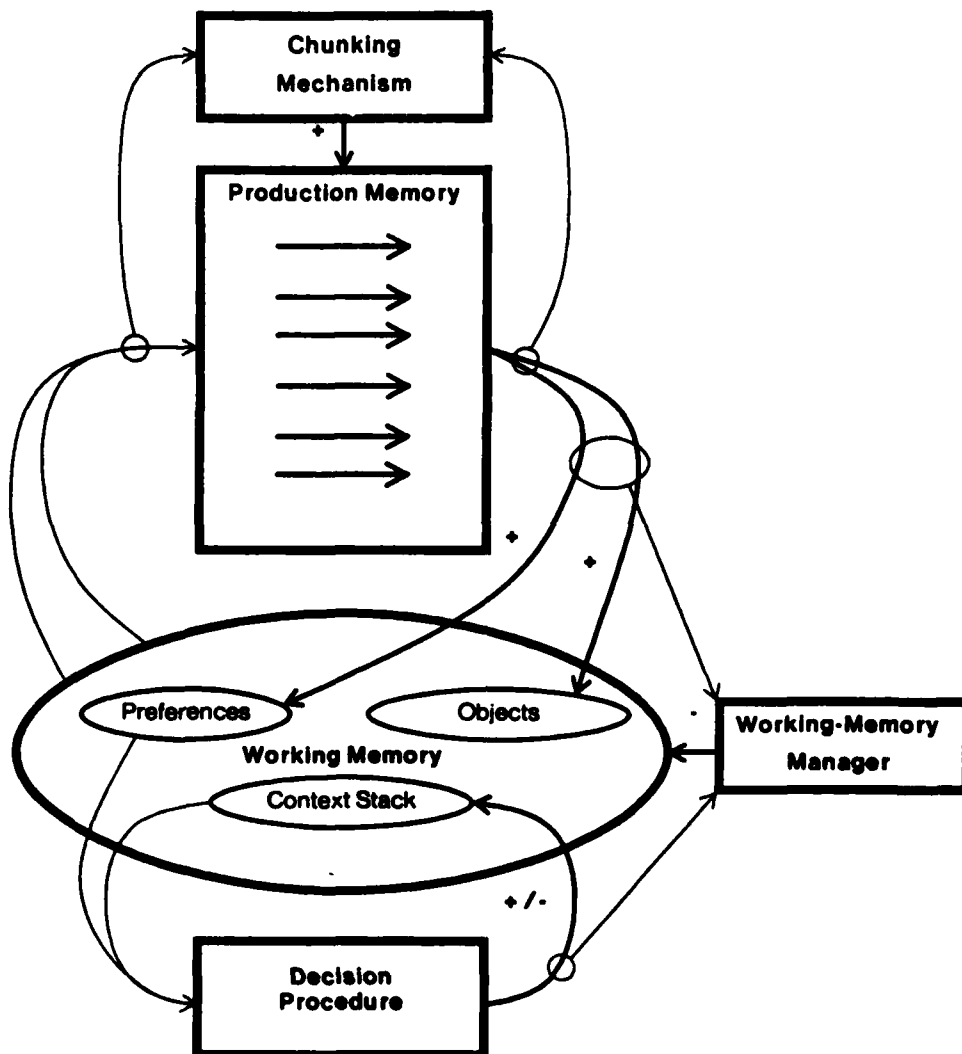 Chunking
Mechanism
+
Production Memory
+
+
Preferences
Objects
-
Working-Memory
Manager
Working Memory
Context Stack
+/-
Decision
Procedure